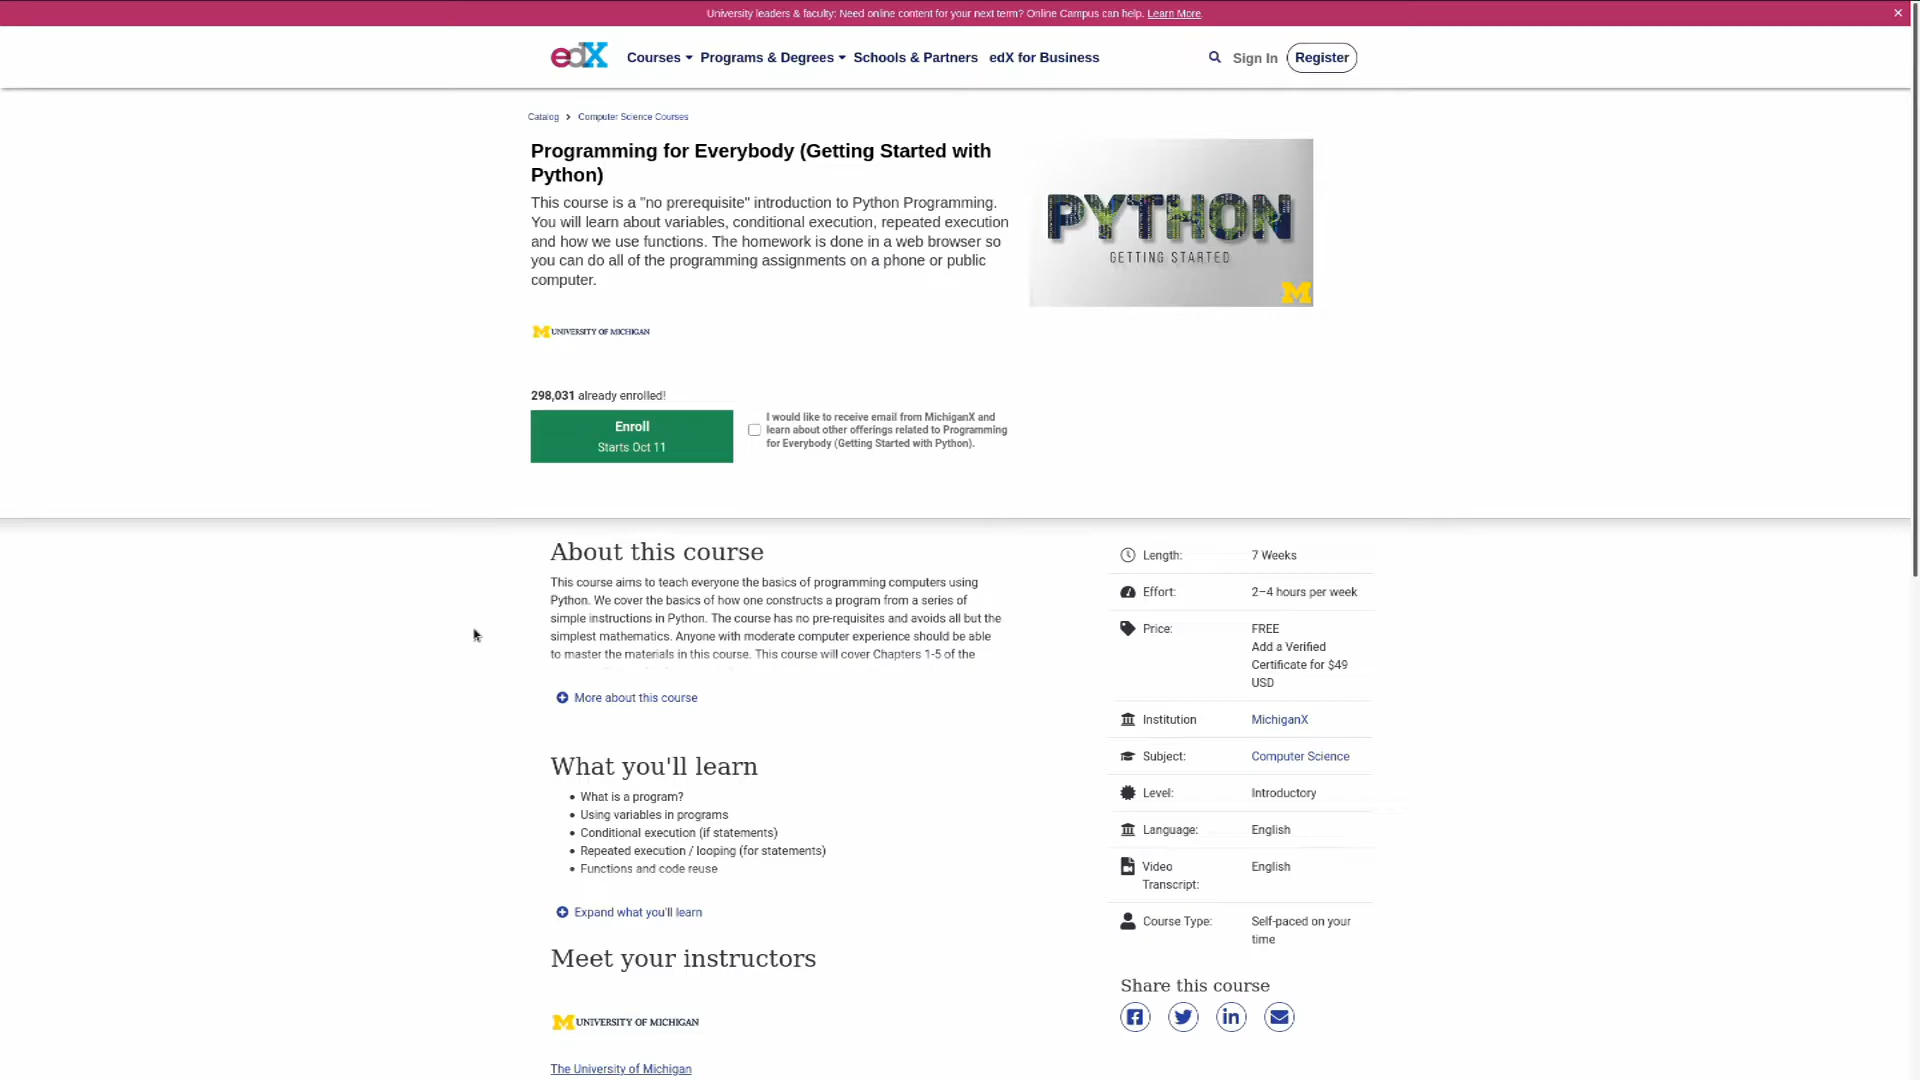 University leaders & faculty: Need online content for your next term? Online Campus can help. Learn More.
edX
Courses Programs & Degrees Schools & Partners edX for Business
Sign In Register
Catalog Computer Science Courses
Programming for Everybody (Getting Started with
Python)
This course is a "no prerequisite" introduction to Python Programming.
You will learn about variables, conditional execution, repeated execution
and how we use functions. The homework is done in a web browser so
you can do all of the programming assignments on a phone or public
computer.
PYTHON
GETTING STARTED
M
M UNIVERSITY OF MICHIGAN
298,031 already enrolled!
Enroll
Starts Oct 11
I would like to receive email from MichiganX and
learn about other offerings related to Programming
for Everybody (Getting Started with Python).
About this course
This course aims to teach everyone the basics of programming computers using
Python. We cover the basics of how one constructs a program from a series of
simple instructions in Python. The course has no pre-requisites and avoids all but the
simplest mathematics. Anyone with moderate computer experience should be able
to master the materials in this course. This course will cover Chapters 1-5 of the
More about this course
What you'll learn
• What is a program?
• Using variables in programs
• Conditional execution (if statements)
• Repeated execution / looping (for statements)
• Functions and code reuse
Expand what you'll learn
Meet your instructors
M UNIVERSITY OF MICHIGAN
The University of Michigan
Length: 7 Weeks
Effort: 2–4 hours per week
Price: FREE
Add a Verified
Certificate for $49
USD
Institution MichiganX
Subject: Computer Science
Level: Introductory
Language: English
Video English
Transcript:
Course Type: Self-paced on your
time
Share this course